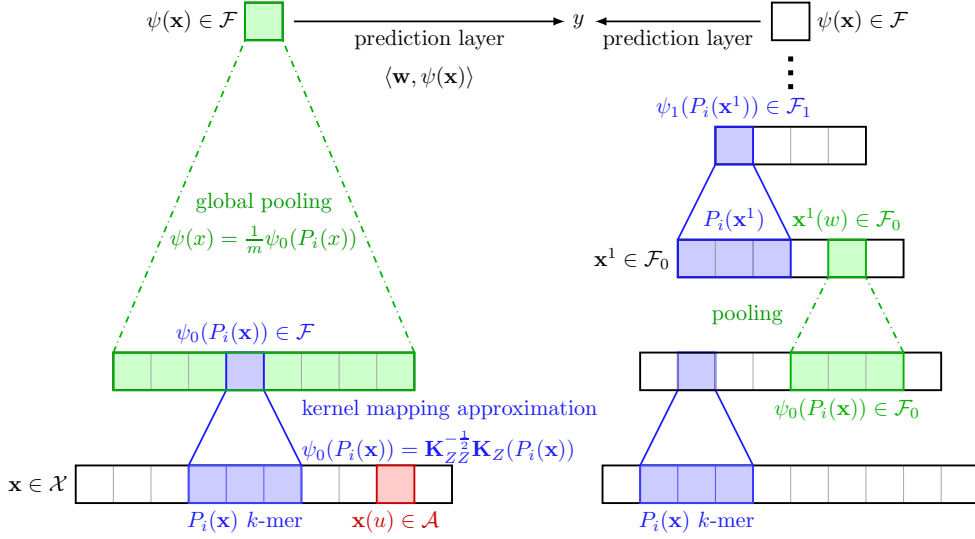 ψ(𝐱) ∈ ℱ
y
ψ(𝐱) ∈ ℱ
prediction layer
prediction layer
⟨𝐰, ψ(𝐱)⟩
ψ₁(Pᵢ(𝐱¹)) ∈ ℱ₁
global pooling
ψ(x) = 1/m ψ₀(Pᵢ(x))
Pᵢ(𝐱¹)
𝐱¹(w) ∈ ℱ₀
𝐱¹ ∈ ℱ₀
pooling
ψ₀(Pᵢ(𝐱)) ∈ ℱ
ψ₀(Pᵢ(𝐱)) ∈ ℱ₀
kernel mapping approximation
ψ₀(Pᵢ(𝐱)) = 𝐊_{ZZ}^{-1/2} 𝐊_Z(Pᵢ(𝐱))
𝐱 ∈ 𝒳
Pᵢ(𝐱) k-mer
𝐱(u) ∈ 𝒜
Pᵢ(𝐱) k-mer